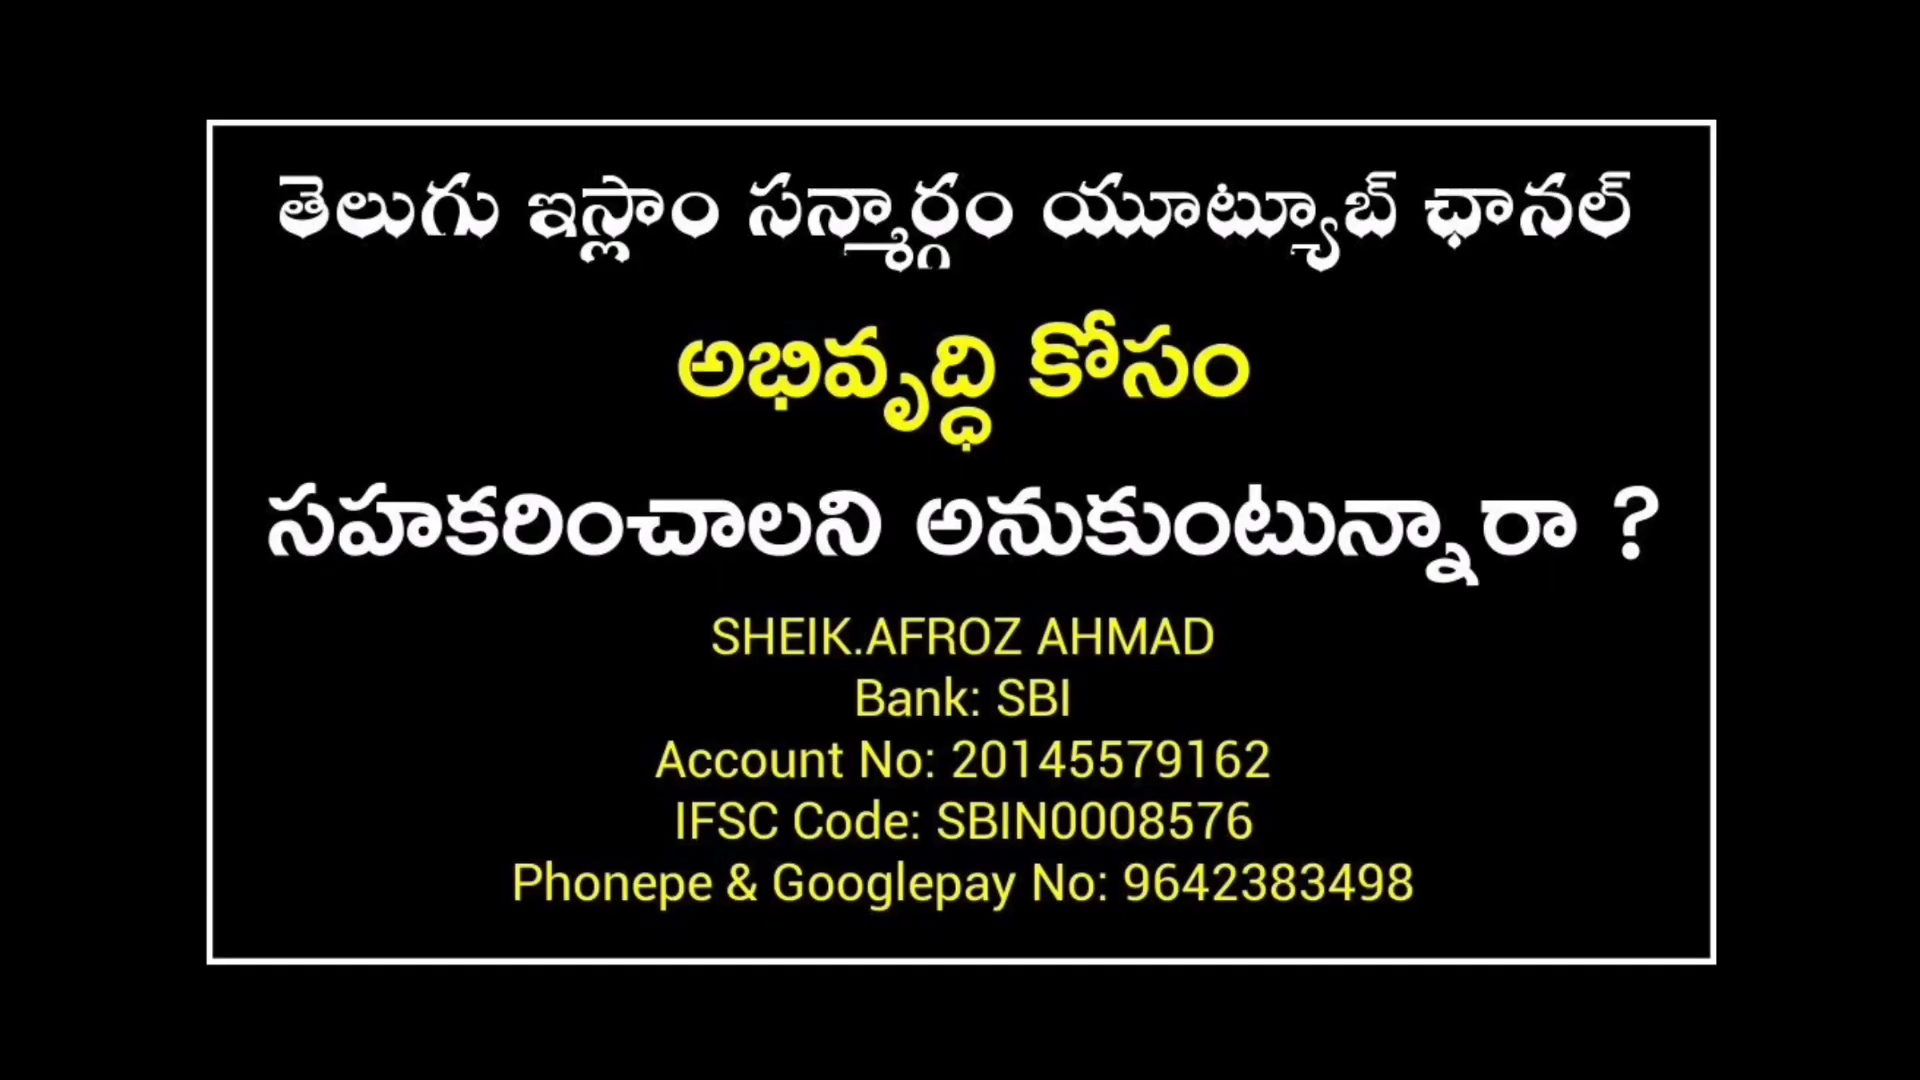 తెలుగు ఇస్లాం సన్మార్గం యూట్యూబ్ ఛానల్
అభివృద్ధి కోసం
సహకరించాలని అనుకుంటున్నారా ?
SHEIK.AFROZ AHMAD
Bank: SBI
Account No: 20145579162
IFSC Code: SBIN0008576
Phonepe & Googlepay No: 9642383498